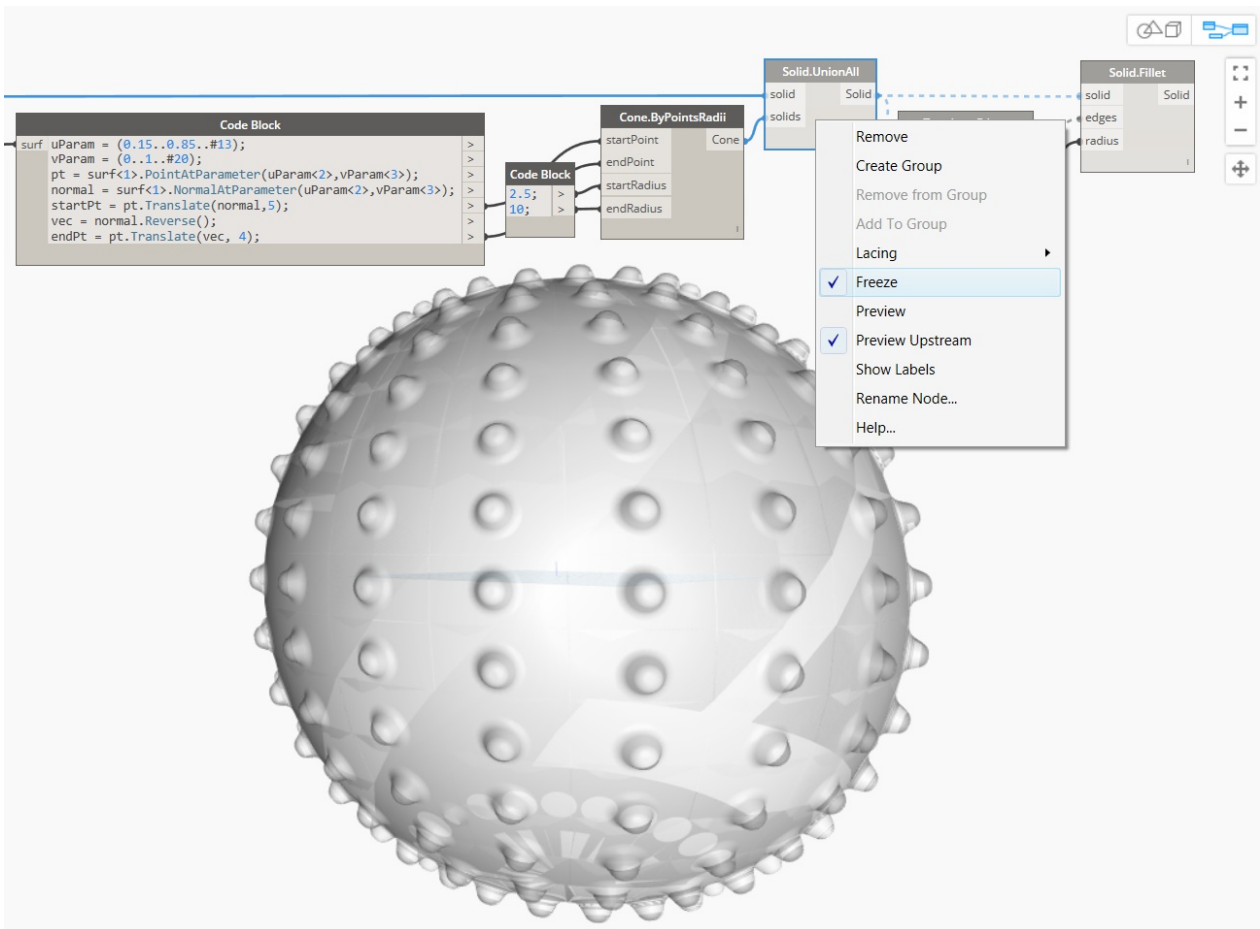 Solid.UnionAll
solid Solid
solids
Solid.Fillet
solid Solid
edges
radius
Cone.ByPointsRadii
startPoint Cone
endPoint
startRadius
endRadius
Code Block
surf uParam = (0.15..0.85..#13); >
vParam = (0..1..#20); >
pt = surf<1>.PointAtParameter(uParam<2>,vParam<3>); >
normal = surf<1>.NormalAtParameter(uParam<2>,vParam<3>); >
startPt = pt.Translate(normal,5); >
vec = normal.Reverse(); >
endPt = pt.Translate(vec, 4); >
Code Block
2.5; >
10; >
Remove
Create Group
Remove from Group
Add To Group
Lacing
Freeze
Preview
Preview Upstream
Show Labels
Rename Node...
Help...